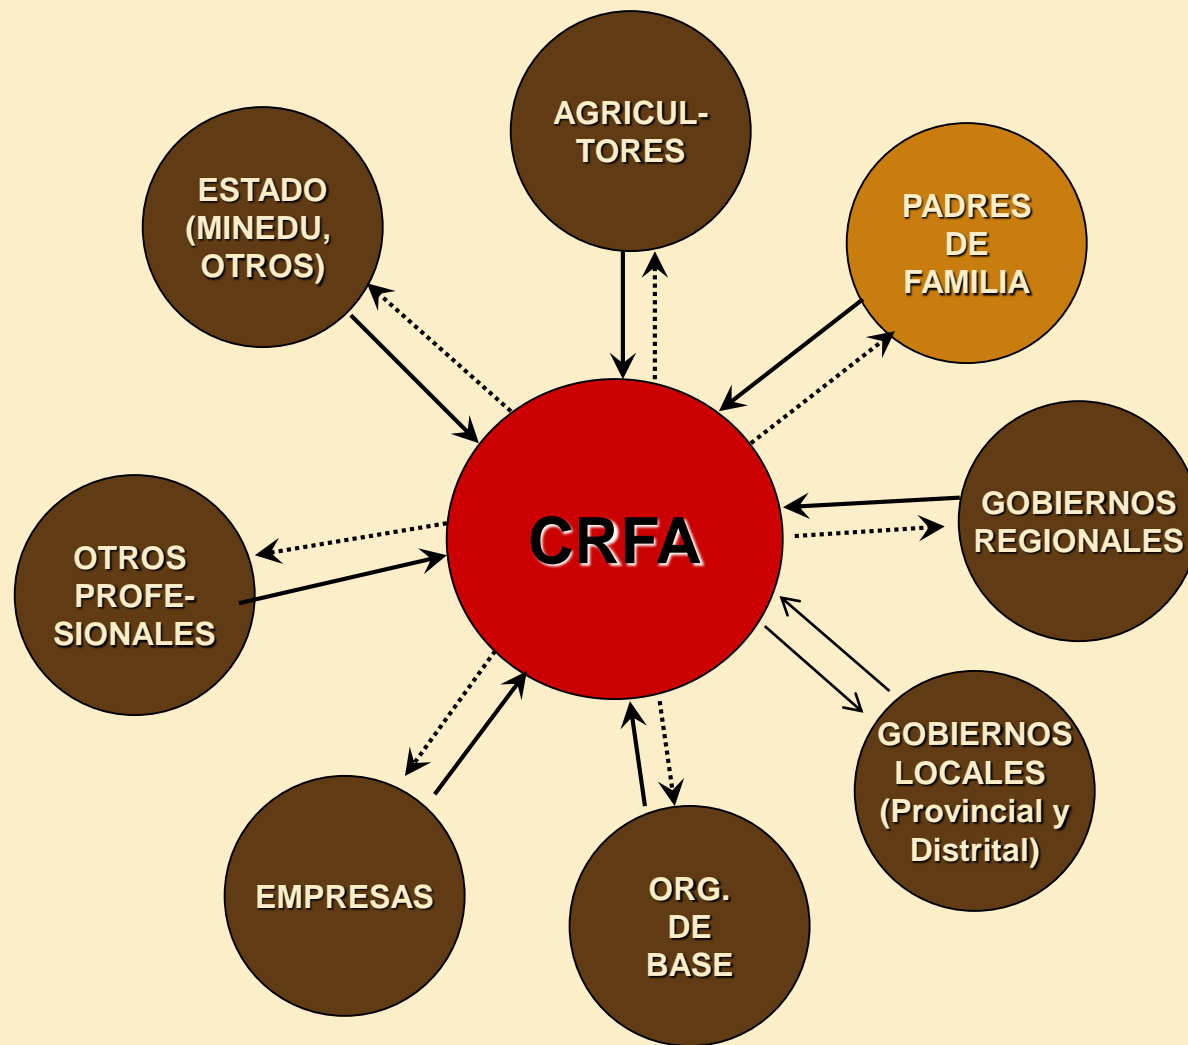 AGRICUL-
TORES
ESTADO
(MINEDU,
OTROS)
PADRES
DE
FAMILIA
CRFA
GOBIERNOS
REGIONALES
OTROS
PROFE-
SIONALES
GOBIERNOS
LOCALES
(Provincial y
Distrital)
EMPRESAS
ORG.
DE
BASE